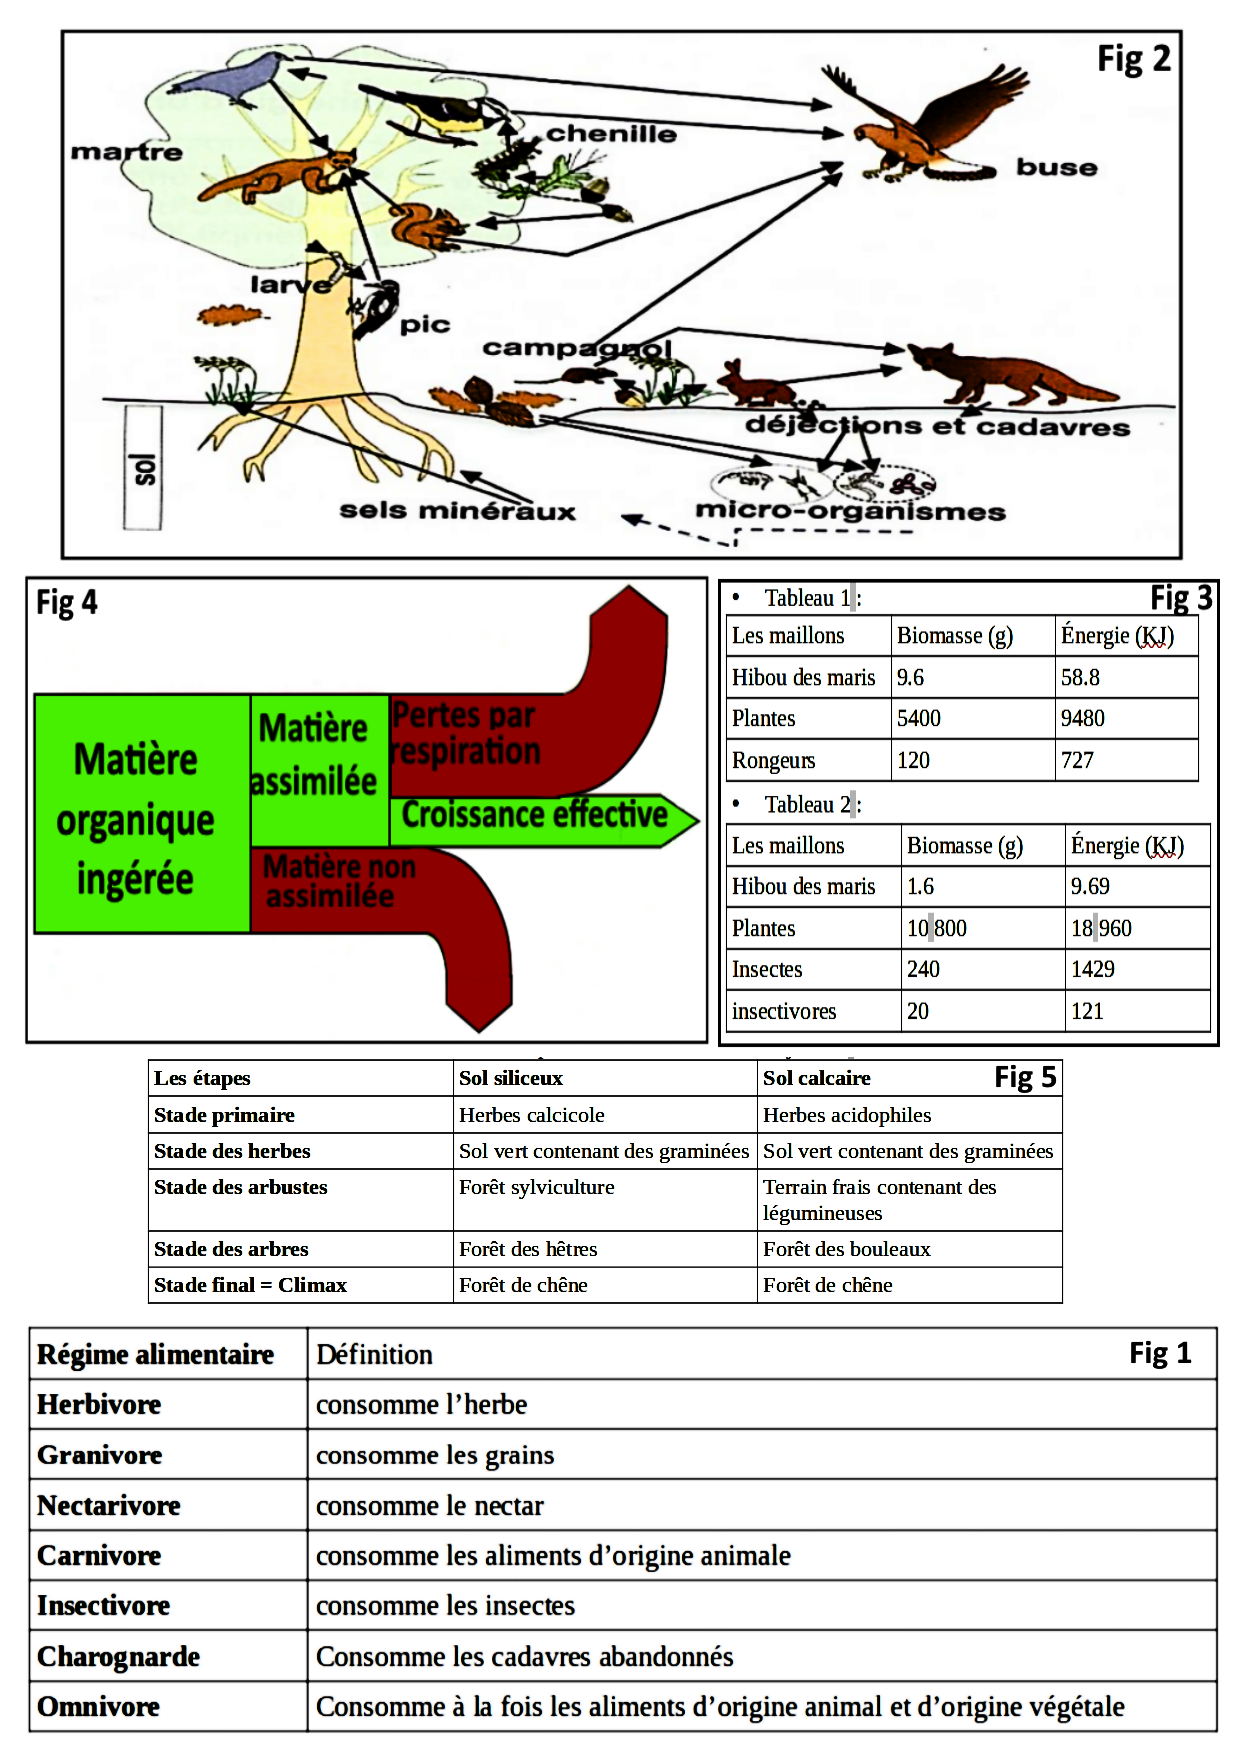 Fig 2
martre
chenille
buse
larve
pic
campagnol
déjections et cadavres
sol
sels minéraux
micro-organismes
Fig 4
Matière
organique
ingérée
Matière
assimilée
Pertes par
respiration
Croissance effective
Matière non
assimilée
Fig 3
• Tableau 1 :
Les maillons Biomasse (g) Énergie (KJ)
Hibou des maris 9.6 58.8
Plantes 5400 9480
Rongeurs 120 727
• Tableau 2 :
Les maillons Biomasse (g) Énergie (KJ)
Hibou des maris 1.6 9.69
Plantes 10 800 18 960
Insectes 240 1429
insectivores 20 121
Les étapes Sol siliceux Sol calcaire Fig 5
Stade primaire Herbes calcicole Herbes acidophiles
Stade des herbes Sol vert contenant des graminées Sol vert contenant des graminées
Stade des arbustes Forêt sylviculture Terrain frais contenant des
légumineuses
Stade des arbres Forêt des hêtres Forêt des bouleaux
Stade final = Climax Forêt de chêne Forêt de chêne
Régime alimentaire Définition Fig 1
Herbivore consomme l’herbe
Granivore consomme les grains
Nectarivore consomme le nectar
Carnivore consomme les aliments d’origine animale
Insectivore consomme les insectes
Charognarde Consomme les cadavres abandonnés
Omnivore Consomme à la fois les aliments d’origine animal et d’origine végétale